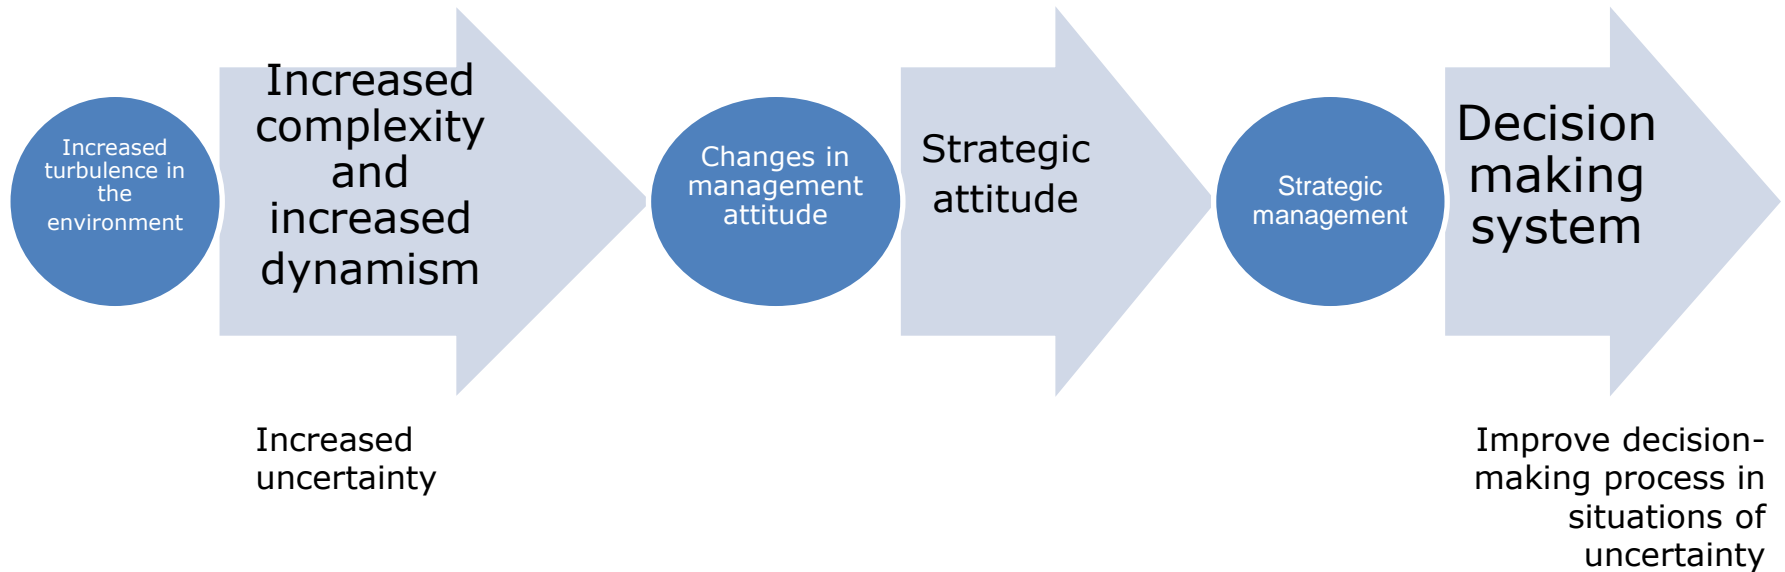 Increased
turbulence in
the
environment
Increased
complexity
and
increased
dynamism
Changes in
management
attitude
Strategic
attitude
Strategic
management
Decision
making
system
Increased
uncertainty
Improve decision-
making process in
situations of
uncertainty